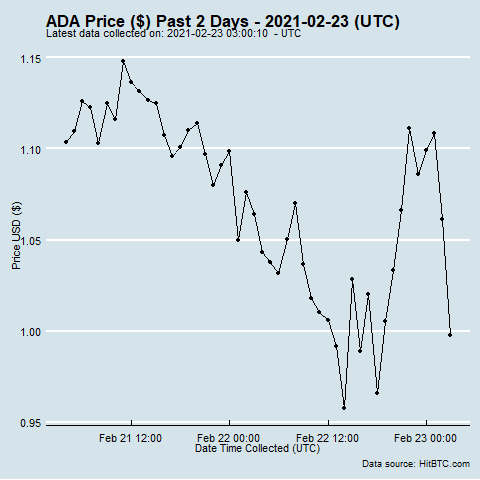 ADA Price ($) Past 2 Days - 2021-02-23 (UTC)
Latest data collected on: 2021-02-23 03:00:10 - UTC
1.15
1.10
1.05
1.00
0.95
Price USD ($)
Feb 21 12:00 Feb 22 00:00 Feb 22 12:00 Feb 23 00:00
Date Time Collected (UTC)
Data source: HitBTC.com